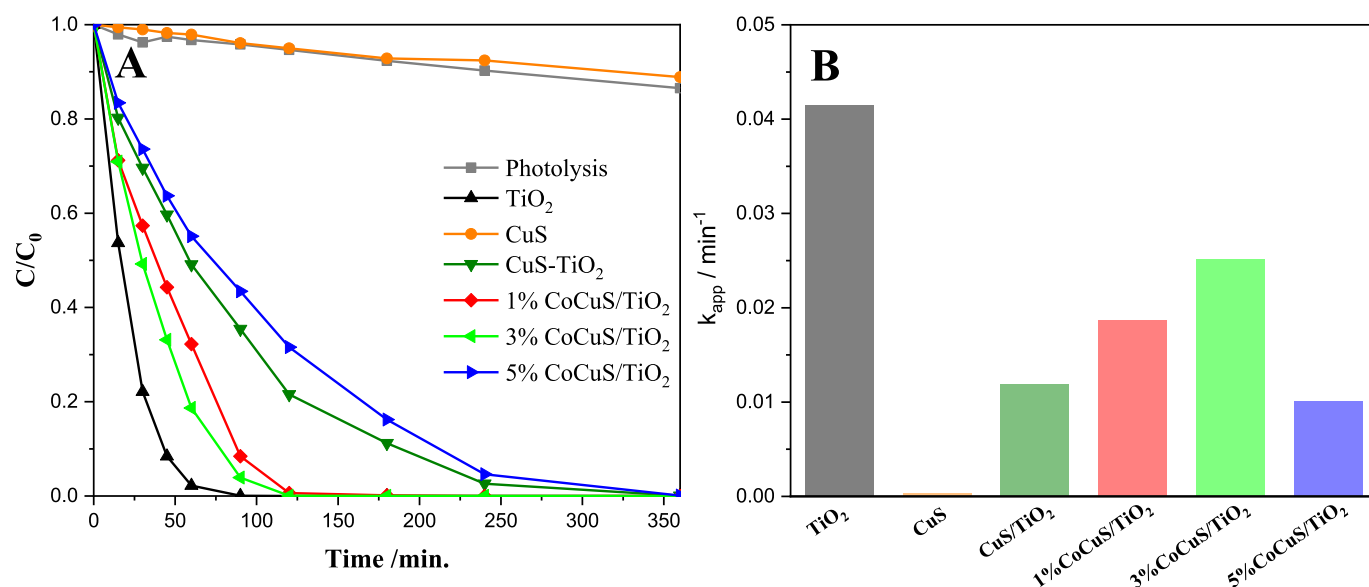 A
C/C0
1.0
0.8
0.6
0.4
0.2
0.0
Photolysis
TiO2
CuS
CuS-TiO2
1% CoCuS/TiO2
3% CoCuS/TiO2
5% CoCuS/TiO2
0 50 100 150 200 250 300 350
Time /min.
B
kapp / min-1
0.05
0.04
0.03
0.02
0.01
0.00
TiO2
CuS
CuS/TiO2
1%CoCuS/TiO2
3%CoCuS/TiO2
5%CoCuS/TiO2